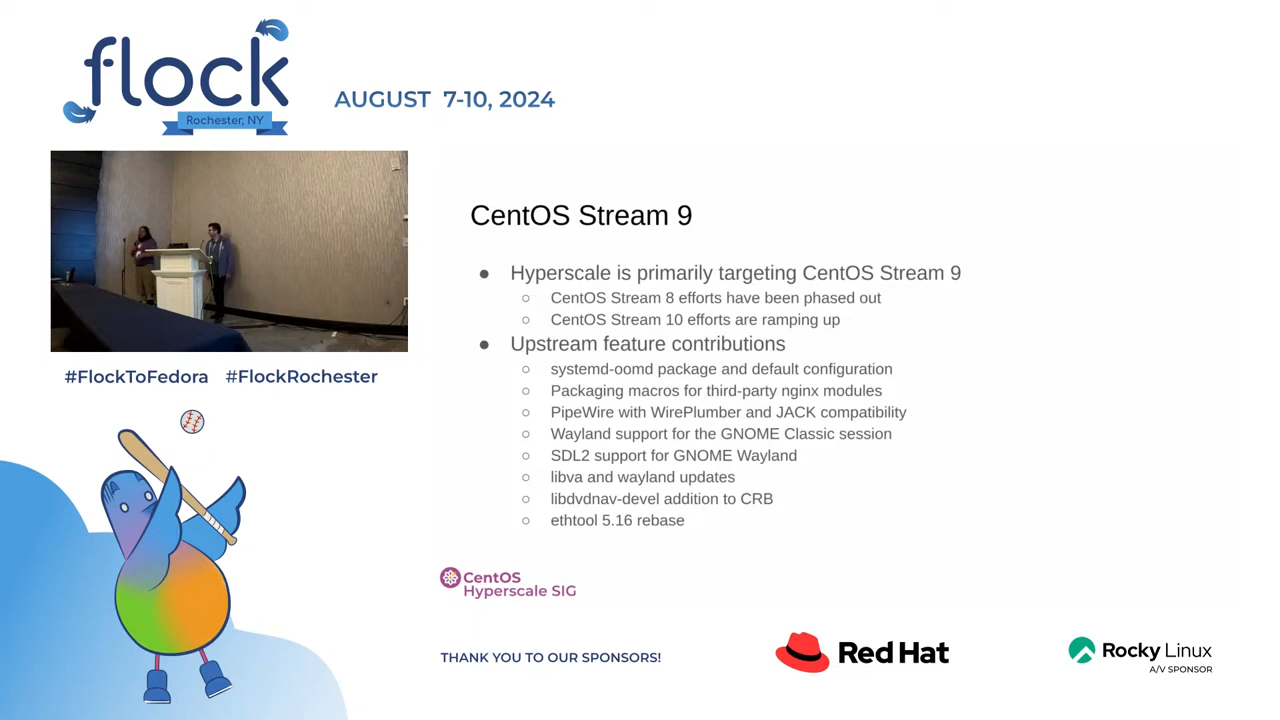 flock
Rochester, NY
AUGUST 7-10, 2024
#FlockToFedora #FlockRochester
CentOS Stream 9
● Hyperscale is primarily targeting CentOS Stream 9
○ CentOS Stream 8 efforts have been phased out
○ CentOS Stream 10 efforts are ramping up
● Upstream feature contributions
○ systemd-oomd package and default configuration
○ Packaging macros for third-party nginx modules
○ PipeWire with WirePlumber and JACK compatibility
○ Wayland support for the GNOME Classic session
○ SDL2 support for GNOME Wayland
○ libva and wayland updates
○ libdvdnav-devel addition to CRB
○ ethtool 5.16 rebase
CentOS
Hyperscale SIG
THANK YOU TO OUR SPONSORS!
Red Hat
Rocky Linux
A/V SPONSOR